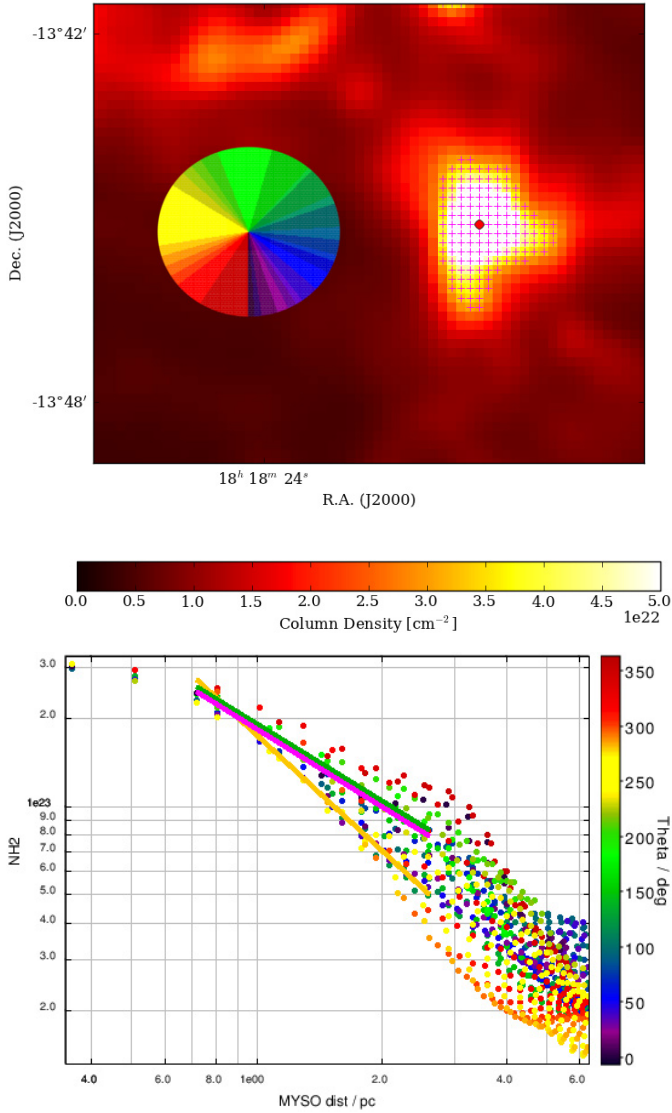 -13°42′
-13°48′
Dec. (J2000)
18ʰ 18ᵐ 24ˢ
R.A. (J2000)
0.0 0.5 1.0 1.5 2.0 2.5 3.0 3.5 4.0 4.5 5.0
1e22
Column Density [cm⁻²]
3.0
2.0
1e23
9.0
8.0
7.0
6.0
5.0
4.0
3.0
2.0
NH2
4.0 6.0 8.0 1e00 2.0 4.0 6.0
MYSO dist / pc
350
300
250
200
150
100
50
0
Theta / deg